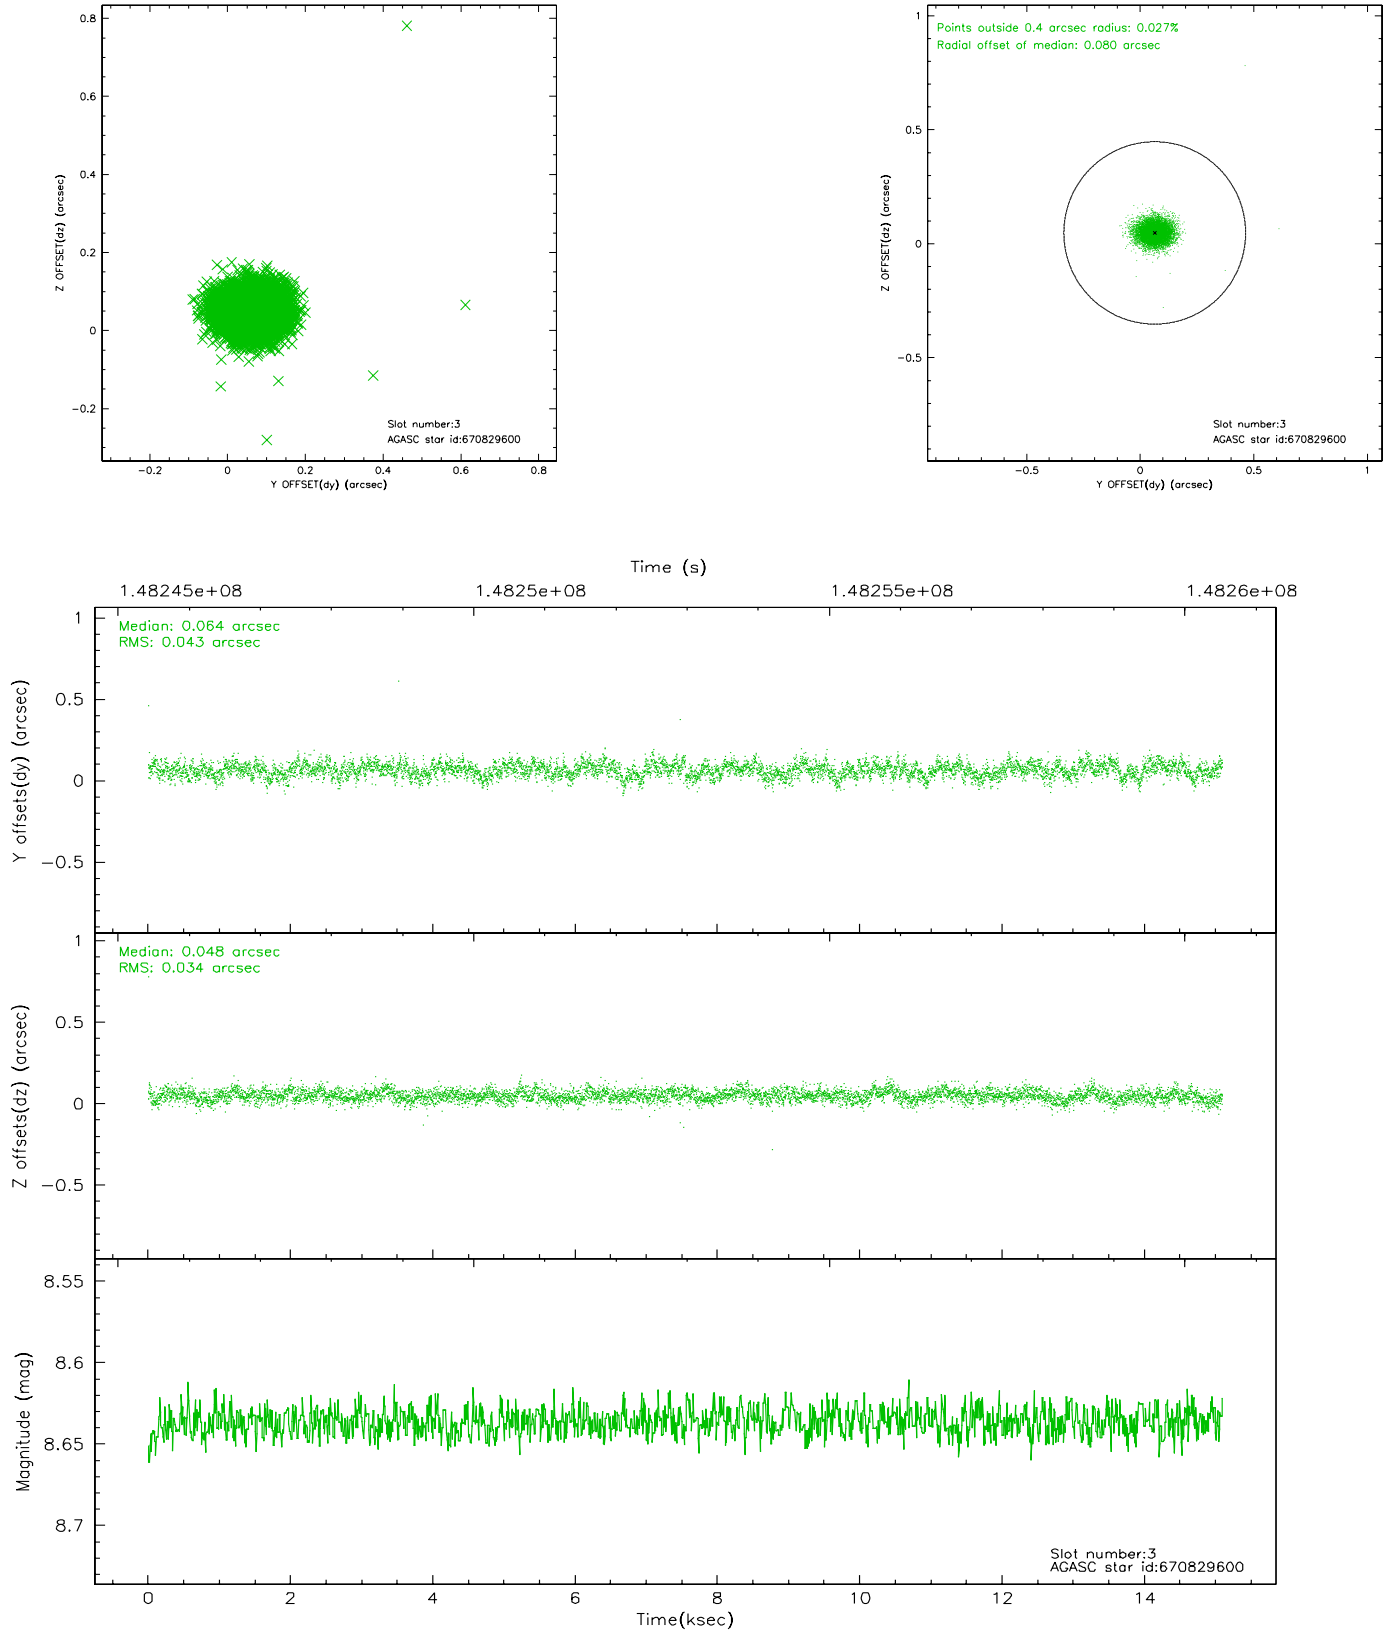 0.8
0.6
0.4
0.2
0
−0.2
Z OFFSET(dz) (arcsec)
−0.2 0 0.2 0.4 0.6 0.8
Y OFFSET(dy) (arcsec)
Slot number:3
AGASC star id:670829600
Points outside 0.4 arcsec radius: 0.027%
Radial offset of median: 0.080 arcsec
1
0.5
0
−0.5
Z OFFSET(dz) (arcsec)
−0.5 0 0.5 1
Y OFFSET(dy) (arcsec)
Slot number:3
AGASC star id:670829600
Time (s)
1.48245e+08 1.4825e+08 1.48255e+08 1.4826e+08
Median: 0.064 arcsec
RMS: 0.043 arcsec
1
0.5
0
−0.5
Y offsets(dy) (arcsec)
Median: 0.048 arcsec
RMS: 0.034 arcsec
1
0.5
0
−0.5
Z offsets(dz) (arcsec)
8.55
8.6
8.65
8.7
Magnitude (mag)
Slot number:3
AGASC star id:670829600
0 2 4 6 8 10 12 14
Time(ksec)